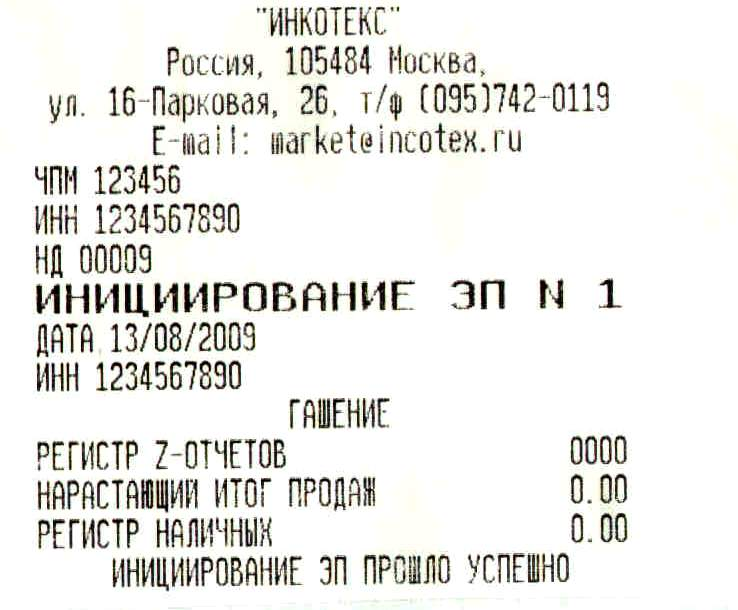 "ИНКОТЕКС"
Россия, 105484 Москва,
ул. 16-Парковая, 26, т/ф (095)742-0119
E-mail: market@incotex.ru
ЧПМ 123456
ИНН 1234567890
НД 00009
ИНИЦИИРОВАНИЕ ЭП N 1
ДАТА 13/08/2009
ИНН 1234567890
ГАШЕНИЕ
РЕГИСТР Z-ОТЧЕТОВ 0000
НАРАСТАЮЩИЙ ИТОГ ПРОДАЖ 0.00
РЕГИСТР НАЛИЧНЫХ 0.00
ИНИЦИИРОВАНИЕ ЭП ПРОШЛО УСПЕШНО